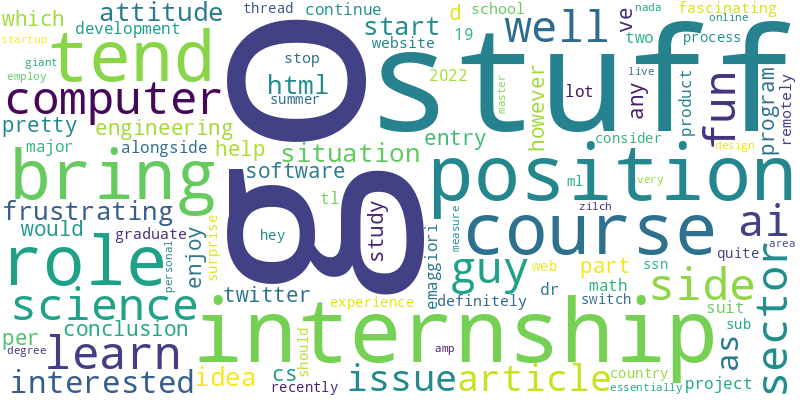 which
attitude
thread
continue
school
fascinating
nada
online
startup
development
start
d
19
well
ve
two
process
tend
go
stuff
giant
employ
stop
website
html
summer
2022
master
however
any
live
lot
product
fun
program
remotely
computer
pretty
engineering
help
situation
entry
consider
design
major
alongside
software
tl
ml
very
bring
position
frustrating
would
graduate
enjoy
surprise
personal
hey
study
emaggiori
measure
zilch
course
ai
quite
area
role
twitter
guy
web
part
ssn
math
side
sector
science
internship
experience
definitely
dr
switch
suit
conclusion
per
degree
learn
cs
should
amp
as
sub
interested
idea
recently
issue
article
country
essentially
project